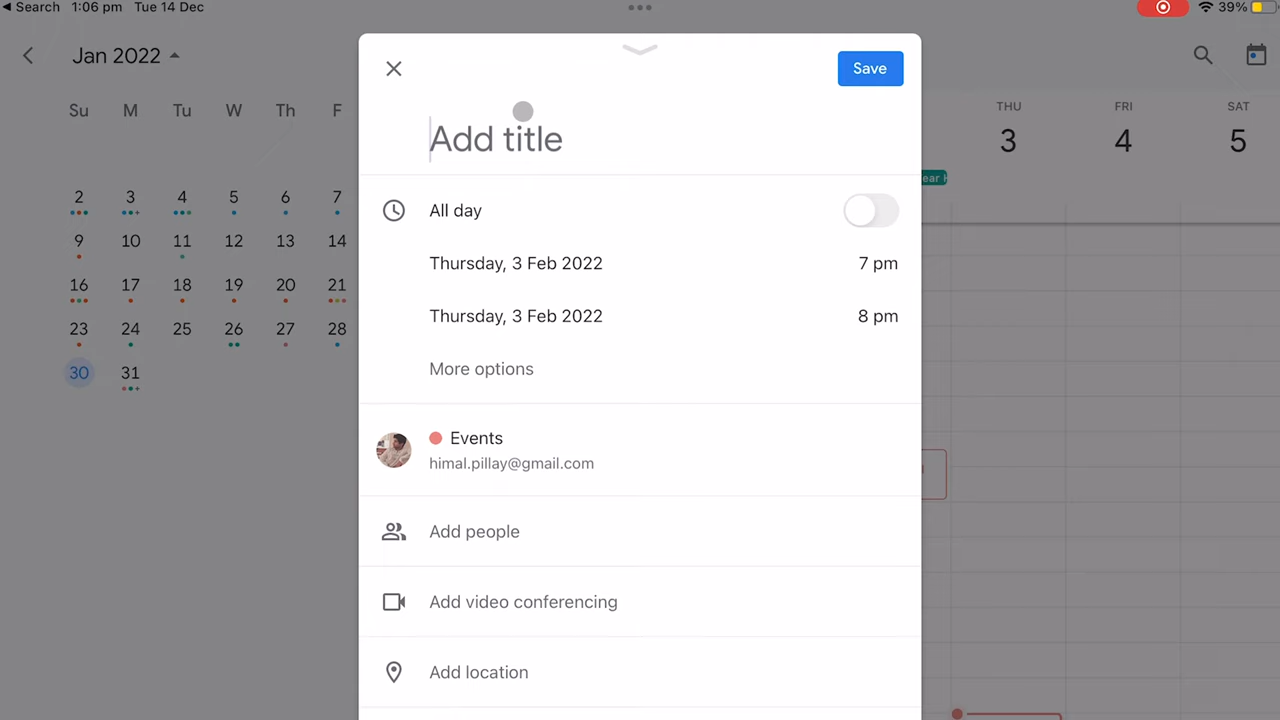 Search 1:06 pm Tue 14 Dec
39%
Jan 2022
Save
Su M Tu W Th F
THU FRI SAT
3 4 5
Add title
2 3 4 5 6 7
9 10 11 12 13 14
16 17 18 19 20 21
23 24 25 26 27 28
30 31
All day
Thursday, 3 Feb 2022 7 pm
Thursday, 3 Feb 2022 8 pm
More options
Events
himal.pillay@gmail.com
Add people
Add video conferencing
Add location